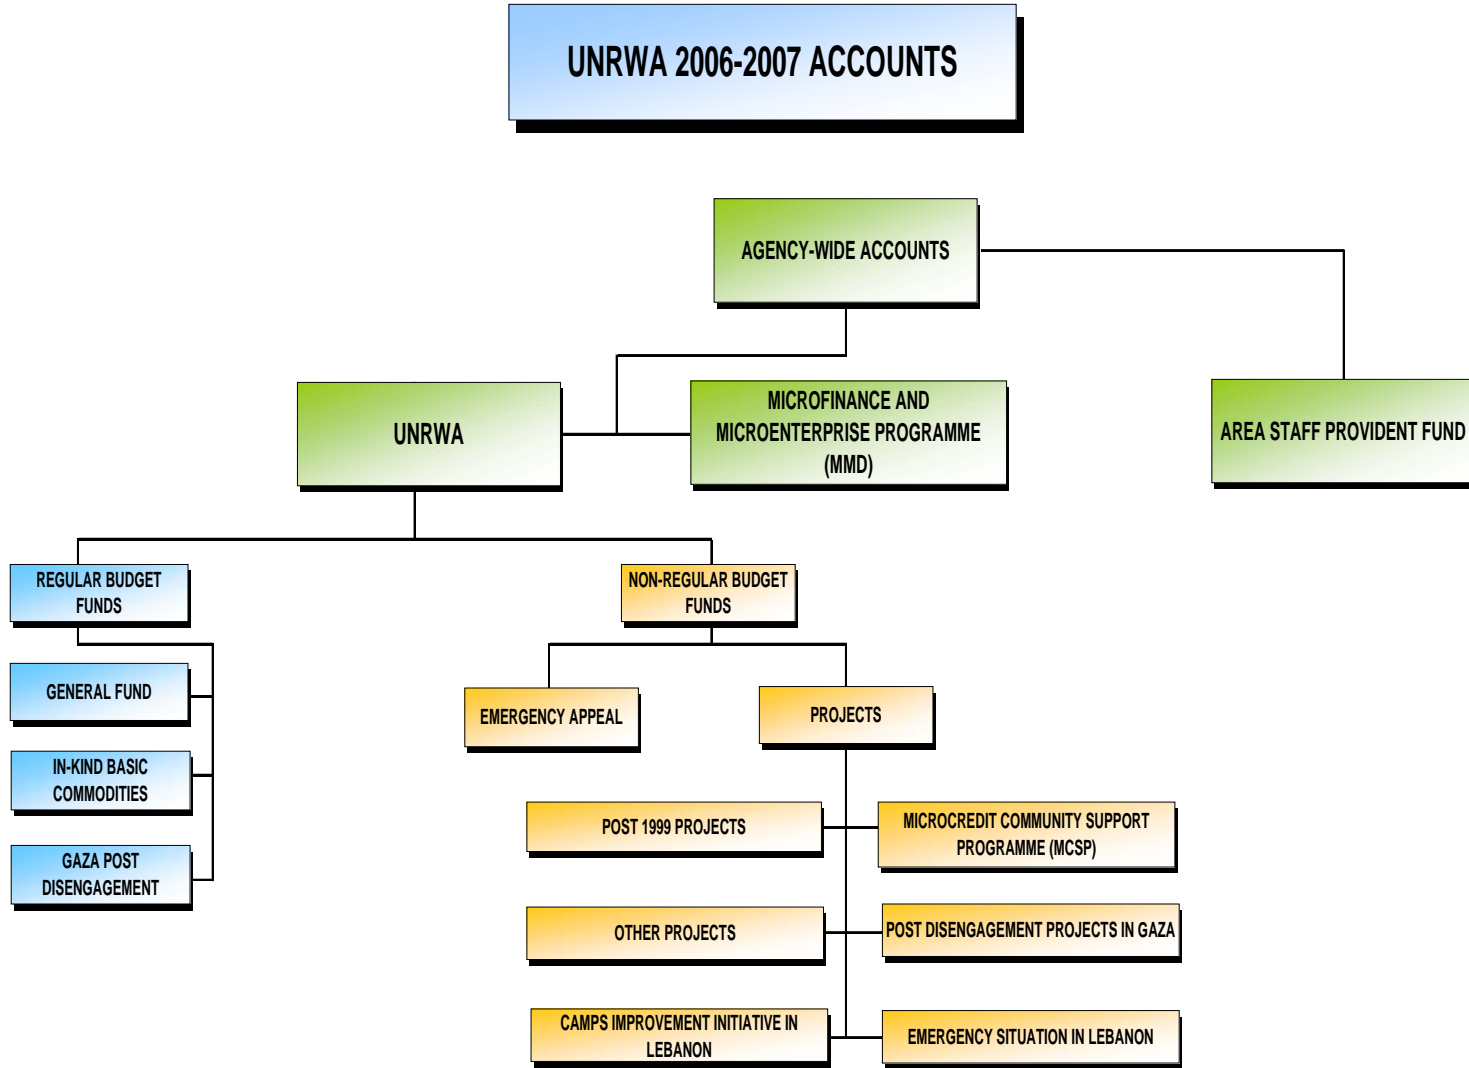 UNRWA 2006-2007 ACCOUNTS
AGENCY-WIDE ACCOUNTS
UNRWA
MICROFINANCE AND
MICROENTERPRISE PROGRAMME
(MMD)
AREA STAFF PROVIDENT FUND
REGULAR BUDGET
FUNDS
NON-REGULAR BUDGET
FUNDS
GENERAL FUND
IN-KIND BASIC
COMMODITIES
GAZA POST
DISENGAGEMENT
EMERGENCY APPEAL
PROJECTS
POST 1999 PROJECTS
MICROCREDIT COMMUNITY SUPPORT
PROGRAMME (MCSP)
OTHER PROJECTS
POST DISENGAGEMENT PROJECTS IN GAZA
CAMPS IMPROVEMENT INITIATIVE IN
LEBANON
EMERGENCY SITUATION IN LEBANON